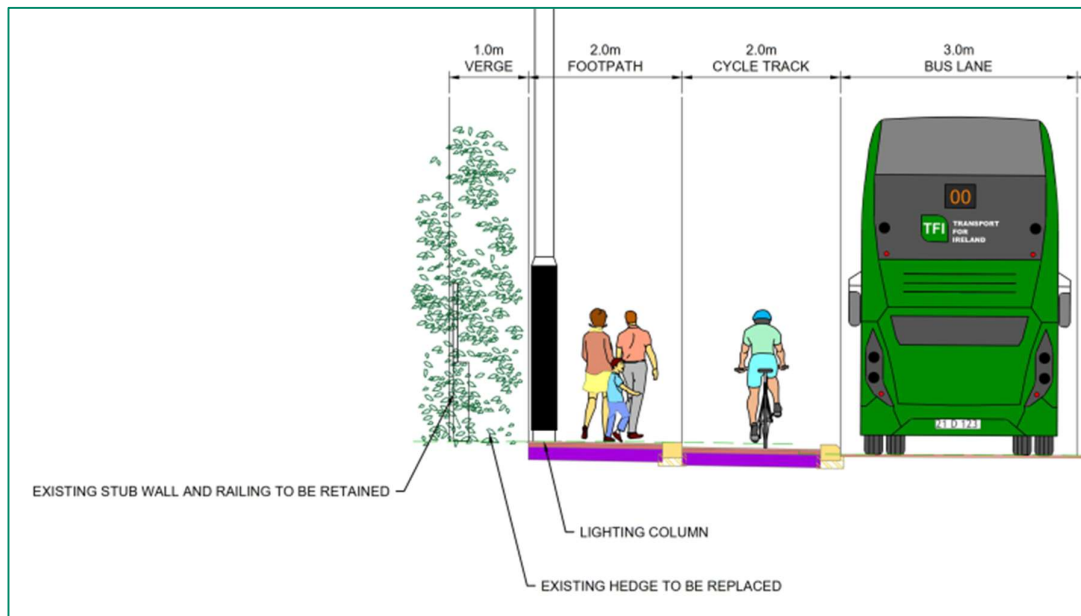 1.0m
VERGE
2.0m
FOOTPATH
2.0m
CYCLE TRACK
3.0m
BUS LANE
00
TFI
TRANSPORT
FOR
IRELAND
21 D 123
EXISTING STUB WALL AND RAILING TO BE RETAINED
LIGHTING COLUMN
EXISTING HEDGE TO BE REPLACED